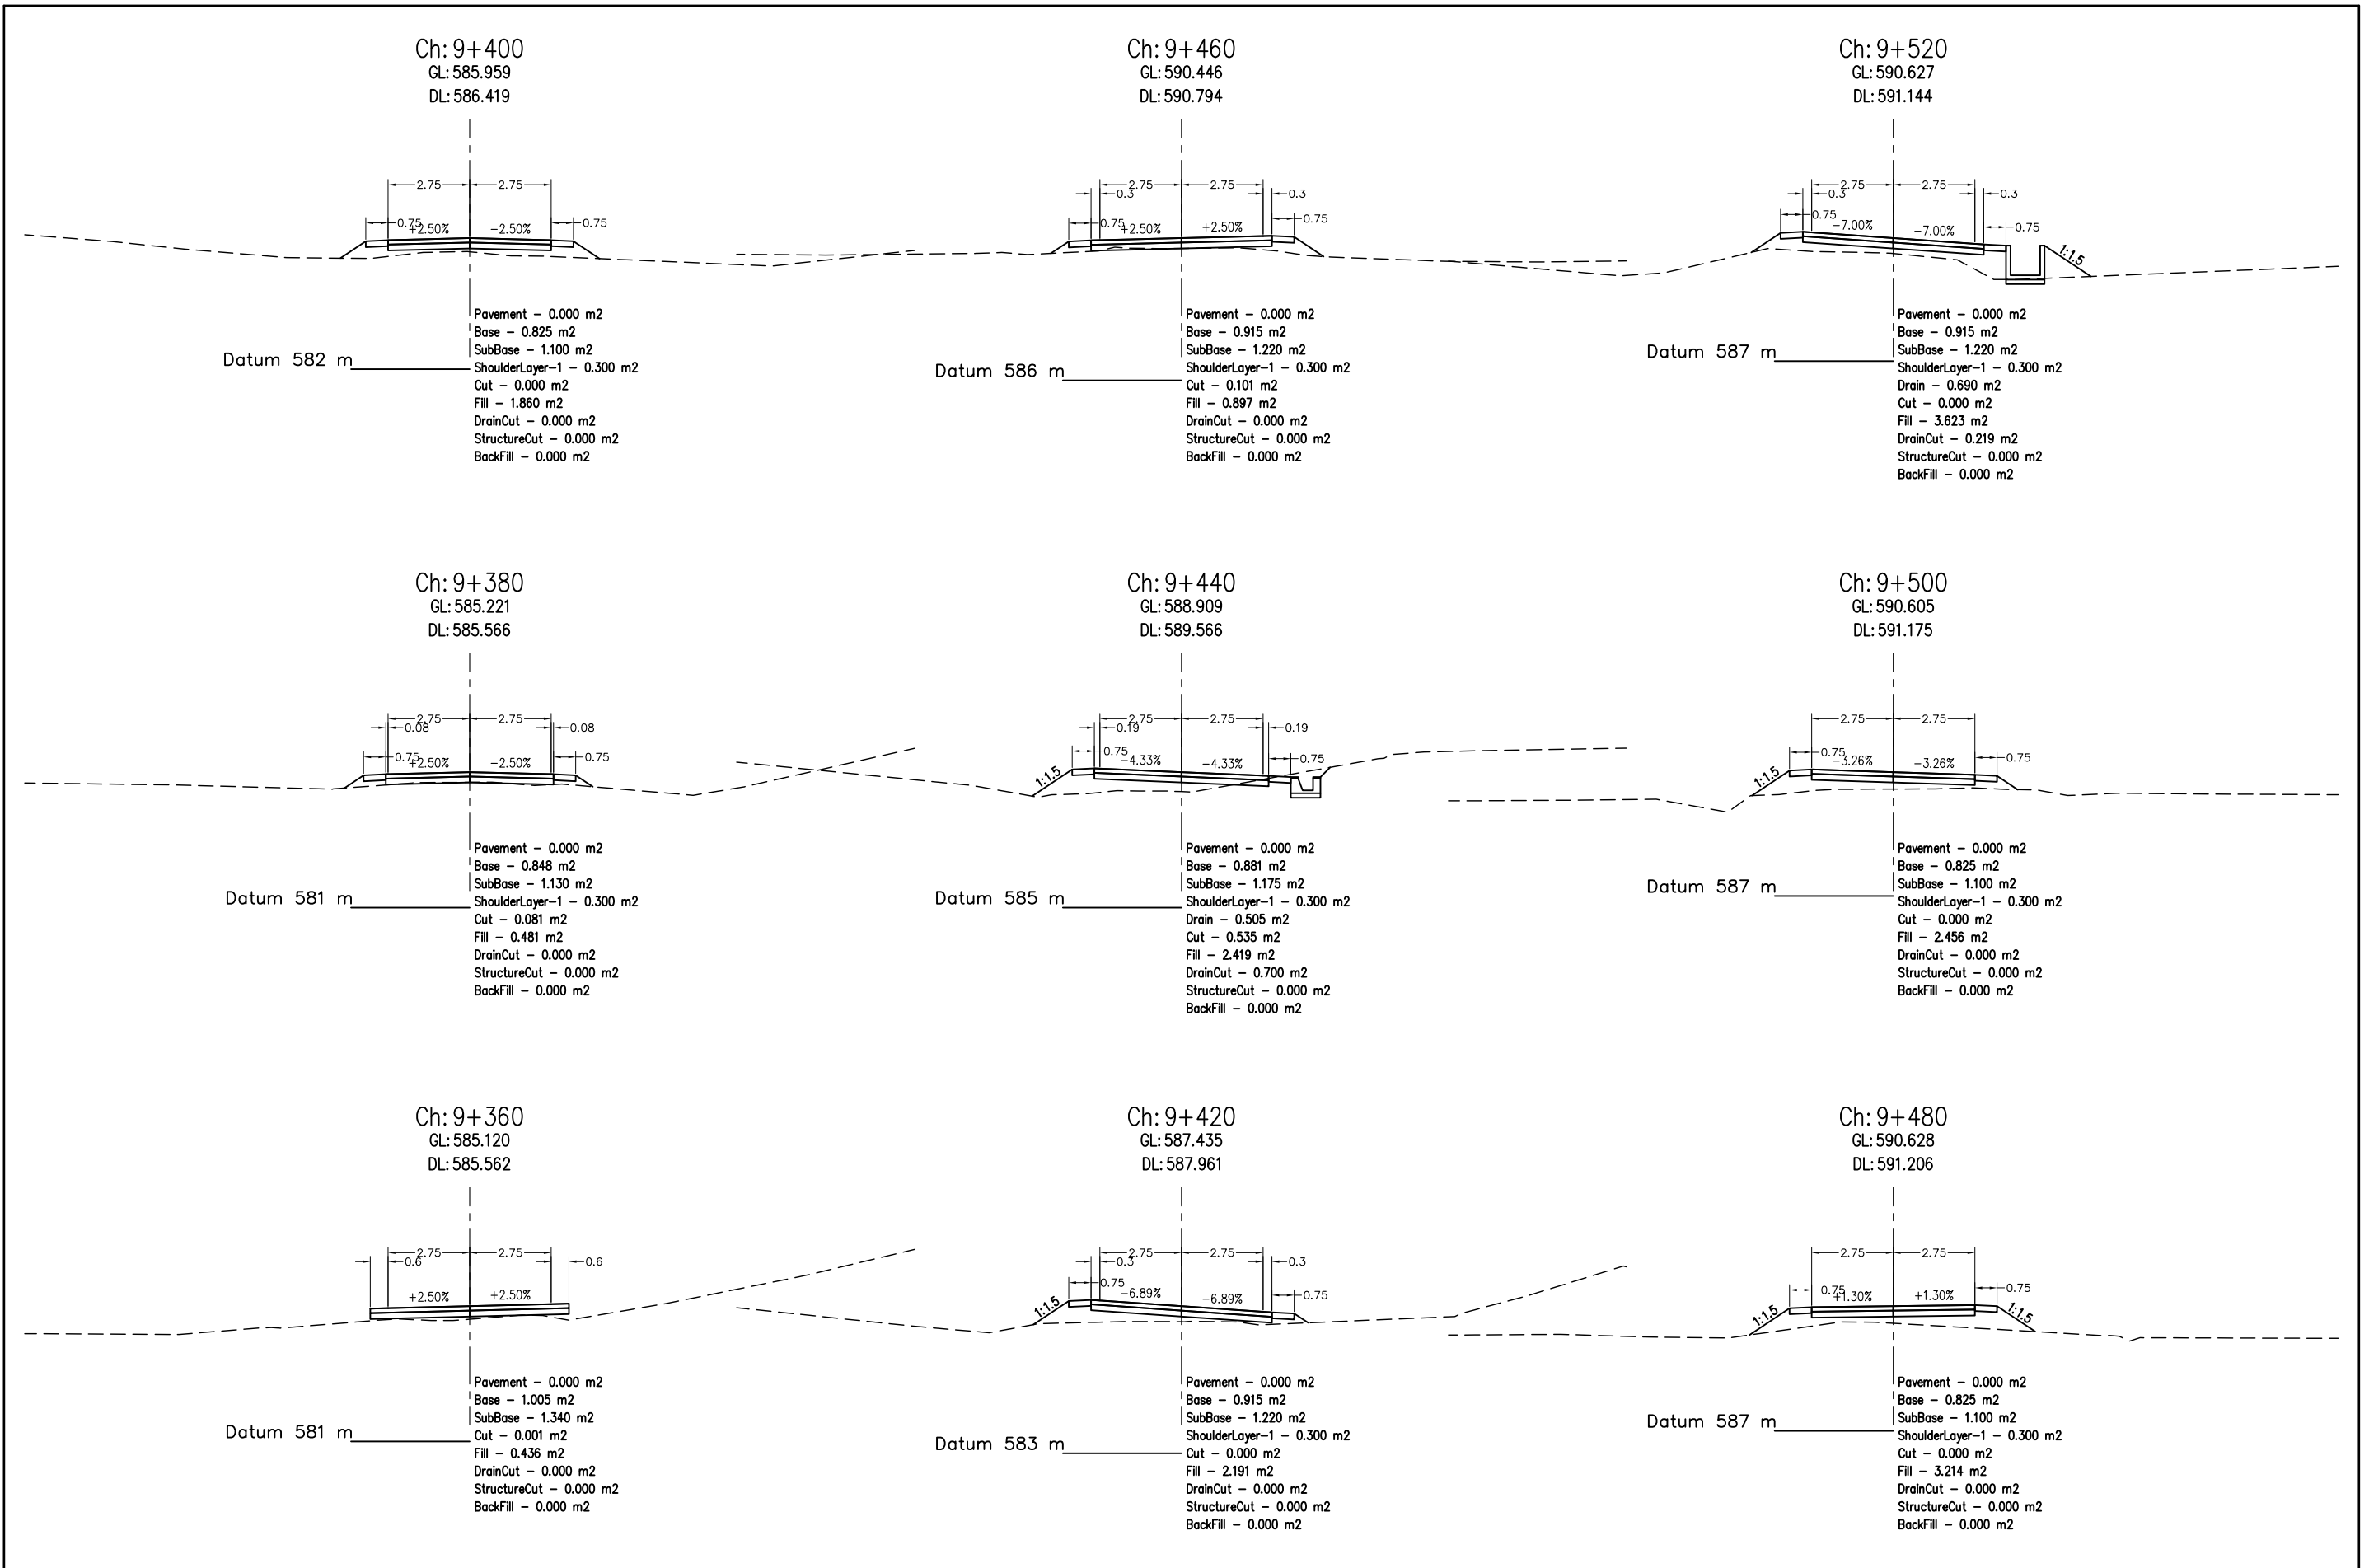 Ch: 9+400
GL: 585.959
DL: 586.419
2.75 2.75
0.75 0.75
+2.50% -2.50%
Datum 582 m
Pavement - 0.000 m2
Base - 0.825 m2
SubBase - 1.100 m2
ShoulderLayer-1 - 0.300 m2
Cut - 0.000 m2
Fill - 1.860 m2
DrainCut - 0.000 m2
StructureCut - 0.000 m2
BackFill - 0.000 m2
Ch: 9+460
GL: 590.446
DL: 590.794
2.75 2.75
0.3 0.3
0.75 0.75
+2.50% +2.50%
Datum 586 m
Pavement - 0.000 m2
Base - 0.915 m2
SubBase - 1.220 m2
ShoulderLayer-1 - 0.300 m2
Cut - 0.101 m2
Fill - 0.897 m2
DrainCut - 0.000 m2
StructureCut - 0.000 m2
BackFill - 0.000 m2
Ch: 9+520
GL: 590.627
DL: 591.144
2.75 2.75
0.3 0.3
0.75 0.75
-7.00% -7.00%
1:1.5
Datum 587 m
Pavement - 0.000 m2
Base - 0.915 m2
SubBase - 1.220 m2
ShoulderLayer-1 - 0.300 m2
Drain - 0.690 m2
Cut - 0.000 m2
Fill - 3.623 m2
DrainCut - 0.219 m2
StructureCut - 0.000 m2
BackFill - 0.000 m2
Ch: 9+380
GL: 585.221
DL: 585.566
2.75 2.75
0.08 0.08
0.75 0.75
+2.50% -2.50%
Datum 581 m
Pavement - 0.000 m2
Base - 0.848 m2
SubBase - 1.130 m2
ShoulderLayer-1 - 0.300 m2
Cut - 0.081 m2
Fill - 0.481 m2
DrainCut - 0.000 m2
StructureCut - 0.000 m2
BackFill - 0.000 m2
Ch: 9+440
GL: 588.909
DL: 589.566
2.75 2.75
0.19 0.19
0.75 0.75
-4.33% -4.33%
1:1.5
Datum 585 m
Pavement - 0.000 m2
Base - 0.881 m2
SubBase - 1.175 m2
ShoulderLayer-1 - 0.300 m2
Drain - 0.505 m2
Cut - 0.535 m2
Fill - 2.419 m2
DrainCut - 0.700 m2
StructureCut - 0.000 m2
BackFill - 0.000 m2
Ch: 9+500
GL: 590.605
DL: 591.175
2.75 2.75
0.75 0.75
-3.26% -3.26%
1:1.5
Datum 587 m
Pavement - 0.000 m2
Base - 0.825 m2
SubBase - 1.100 m2
ShoulderLayer-1 - 0.300 m2
Cut - 0.000 m2
Fill - 2.456 m2
DrainCut - 0.000 m2
StructureCut - 0.000 m2
BackFill - 0.000 m2
Ch: 9+360
GL: 585.120
DL: 585.562
2.75 2.75
0.6 0.6
+2.50% +2.50%
Datum 581 m
Pavement - 0.000 m2
Base - 1.005 m2
SubBase - 1.340 m2
Cut - 0.001 m2
Fill - 0.436 m2
DrainCut - 0.000 m2
StructureCut - 0.000 m2
BackFill - 0.000 m2
Ch: 9+420
GL: 587.435
DL: 587.961
2.75 2.75
0.3 0.3
0.75 0.75
-6.89% -6.89%
1:1.5
Datum 583 m
Pavement - 0.000 m2
Base - 0.915 m2
SubBase - 1.220 m2
ShoulderLayer-1 - 0.300 m2
Cut - 0.000 m2
Fill - 2.191 m2
DrainCut - 0.000 m2
StructureCut - 0.000 m2
BackFill - 0.000 m2
Ch: 9+480
GL: 590.628
DL: 591.206
2.75 2.75
0.75 0.75
+1.30% +1.30%
1:1.5 1:1.5
Datum 587 m
Pavement - 0.000 m2
Base - 0.825 m2
SubBase - 1.100 m2
ShoulderLayer-1 - 0.300 m2
Cut - 0.000 m2
Fill - 3.214 m2
DrainCut - 0.000 m2
StructureCut - 0.000 m2
BackFill - 0.000 m2